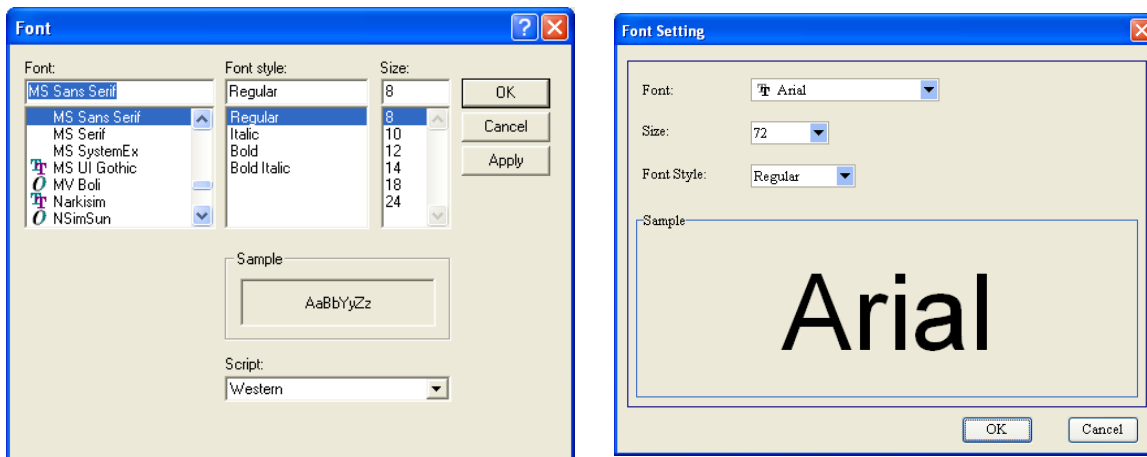 Font
Font: Font style: Size:
MS Sans Serif Regular 8
MS Sans Serif Regular 8
MS Serif Italic 10
MS SystemEx Bold 12
MS UI Gothic Bold Italic 14
MV Boli 18
Narkisim 24
NSimSun
OK
Cancel
Apply
Sample
AaBbYyZz
Script:
Western
Font Setting
Font: Arial
Size: 72
Font Style: Regular
Sample
Arial
OK Cancel